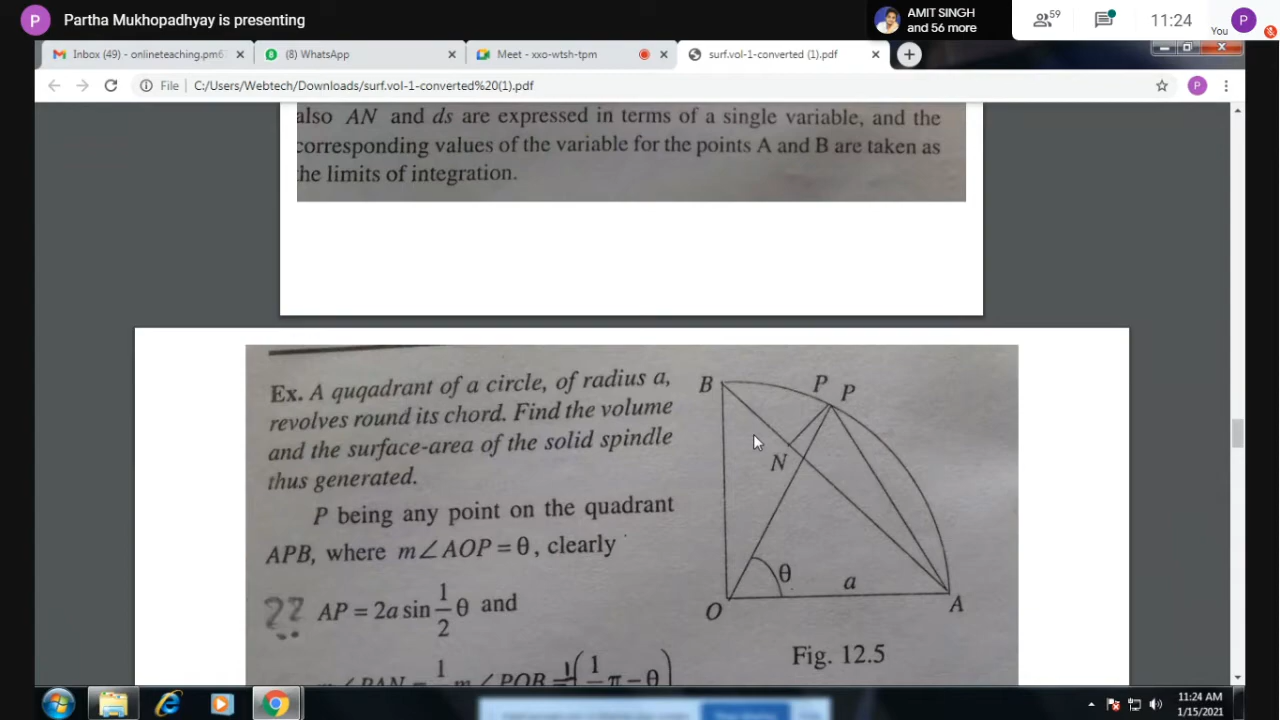 Partha Mukhopadhyay is presenting
AMIT SINGH
and 56 more
59
11:24
You
Inbox (49) - onlineteaching.pm6
(8) WhatsApp
Meet - xxo-wtsh-tpm
surf.vol-1-converted (1).pdf
File
C:/Users/Webtech/Downloads/surf.vol-1-converted%20(1).pdf
also AN and ds are expressed in terms of a single variable, and the
corresponding values of the variable for the points A and B are taken as
the limits of integration.
Ex. A quqadrant of a circle, of radius a,
revolves round its chord. Find the volume
and the surface-area of the solid spindle
thus generated.
P being any point on the quadrant
APB, where m∠AOP = θ, clearly
?? AP = 2a sin 1/2 θ and
B
P
P
N
θ
a
O
A
Fig. 12.5
11:24 AM
1/15/2021